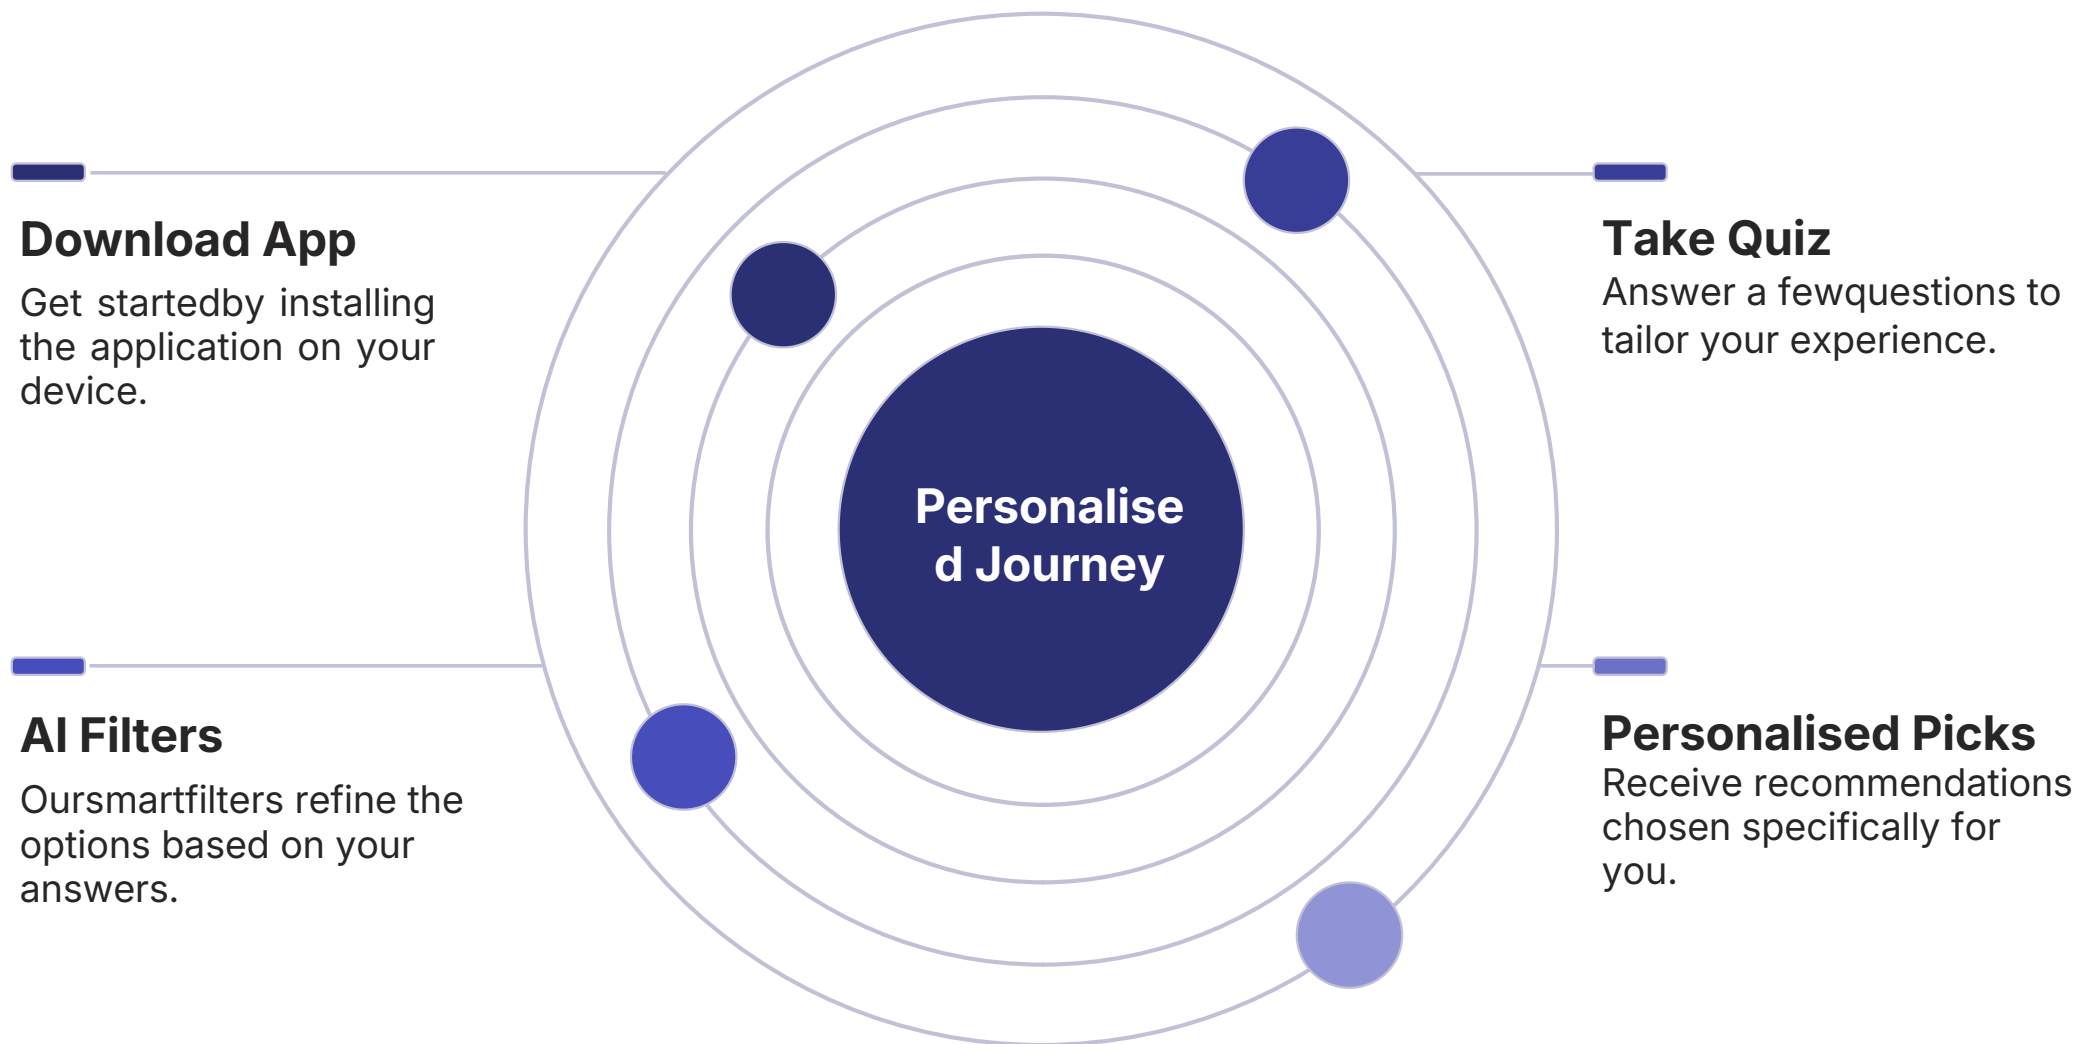 Download App
Get startedby installing
the application on your
device.
Take Quiz
Answer a fewquestions to
tailor your experience.
Personalise
d Journey
AI Filters
Oursmartfilters refine the
options based on your
answers.
Personalised Picks
Receive recommendations
chosen specifically for
you.